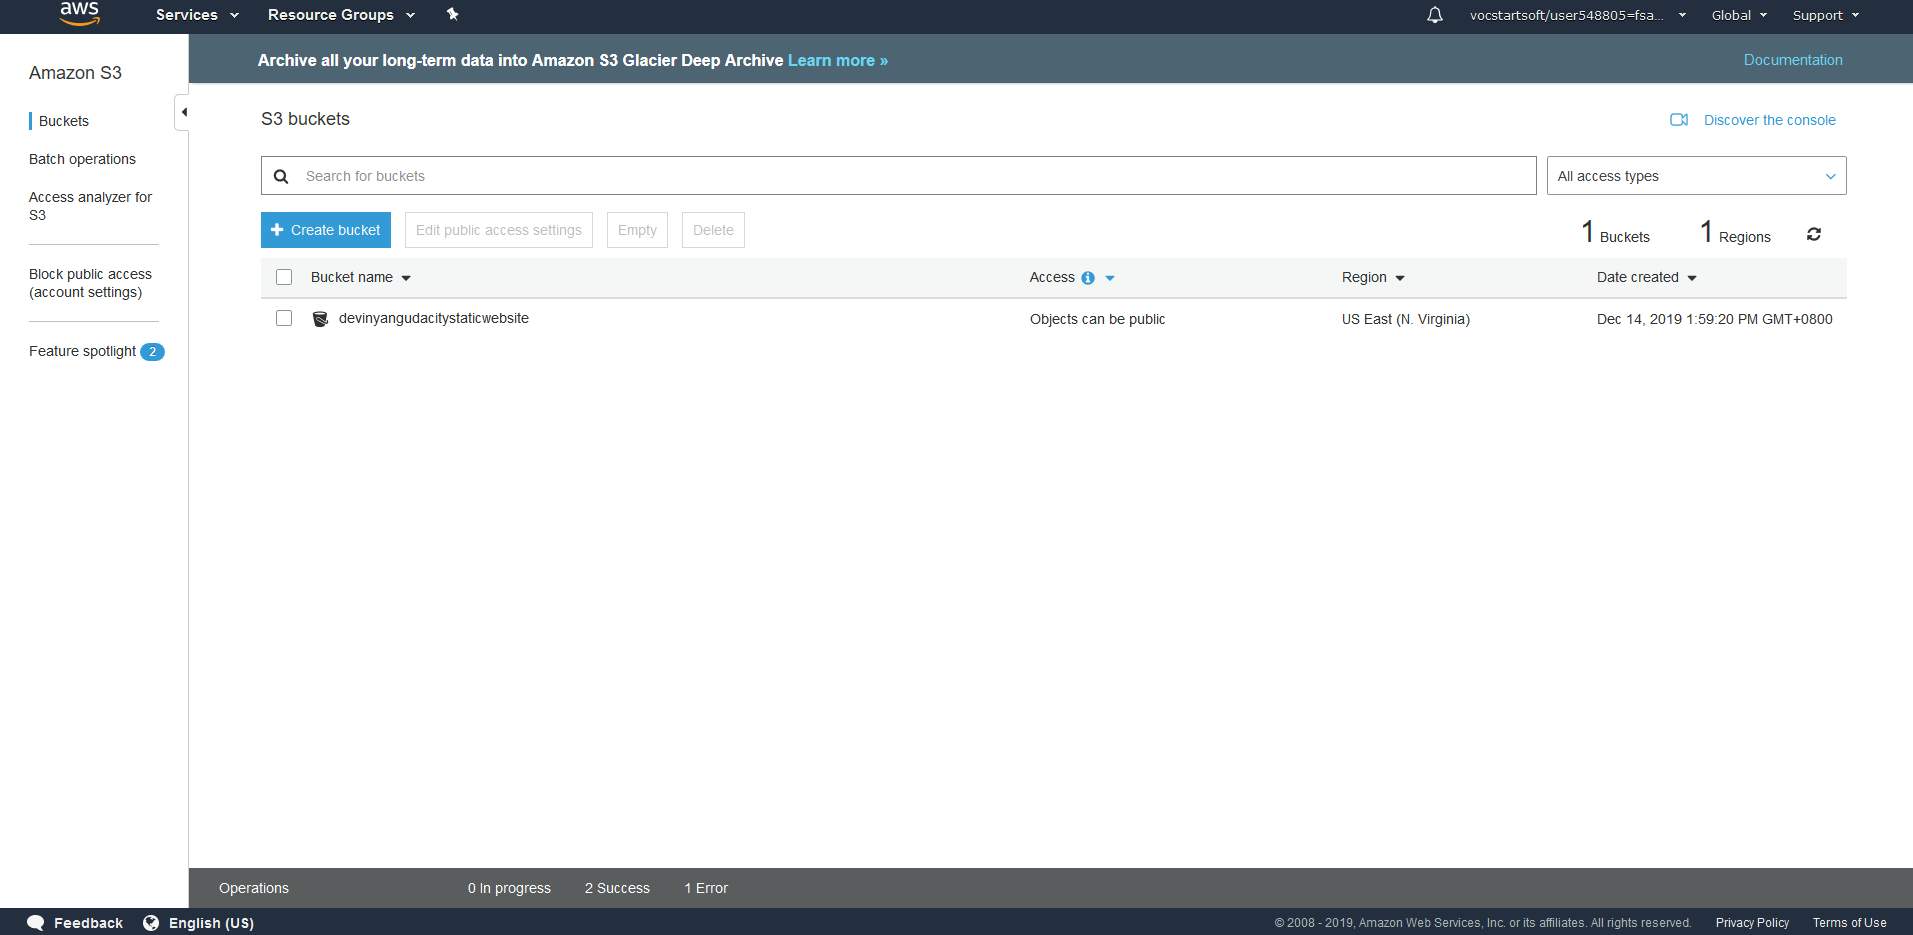 aws Services Resource Groups vocstartsoft/user548805=fsa... Global Support
Amazon S3
Buckets
Batch operations
Access analyzer for
S3
Block public access
(account settings)
Feature spotlight 2
Archive all your long-term data into Amazon S3 Glacier Deep Archive Learn more » Documentation
S3 buckets Discover the console
Search for buckets All access types
Create bucket Edit public access settings Empty Delete 1 Buckets 1 Regions
Bucket name Access Region Date created
devinyangudacitystaticwebsite Objects can be public US East (N. Virginia) Dec 14, 2019 1:59:20 PM GMT+0800
Operations 0 In progress 2 Success 1 Error
Feedback English (US) © 2008 - 2019, Amazon Web Services, Inc. or its affiliates. All rights reserved. Privacy Policy Terms of Use